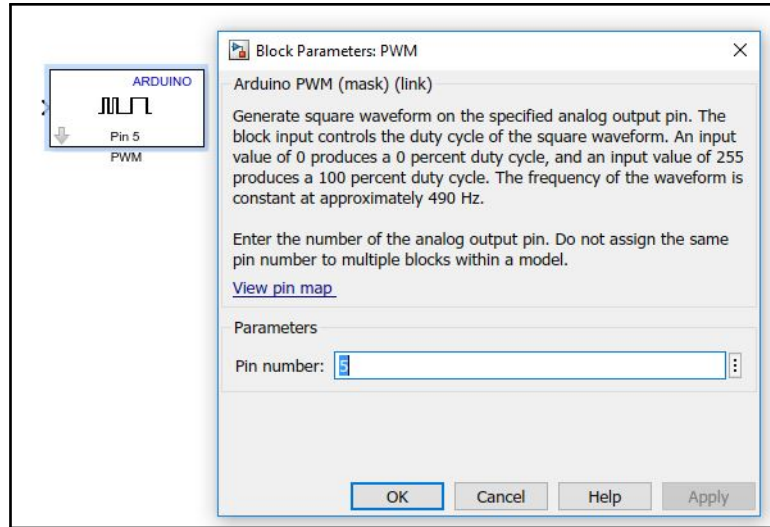 Block Parameters: PWM
ARDUINO
Pin 5
PWM
Arduino PWM (mask) (link)
Generate square waveform on the specified analog output pin. The
block input controls the duty cycle of the square waveform. An input
value of 0 produces a 0 percent duty cycle, and an input value of 255
produces a 100 percent duty cycle. The frequency of the waveform is
constant at approximately 490 Hz.
Enter the number of the analog output pin. Do not assign the same
pin number to multiple blocks within a model.
View pin map
Parameters
Pin number: 5
OK Cancel Help Apply